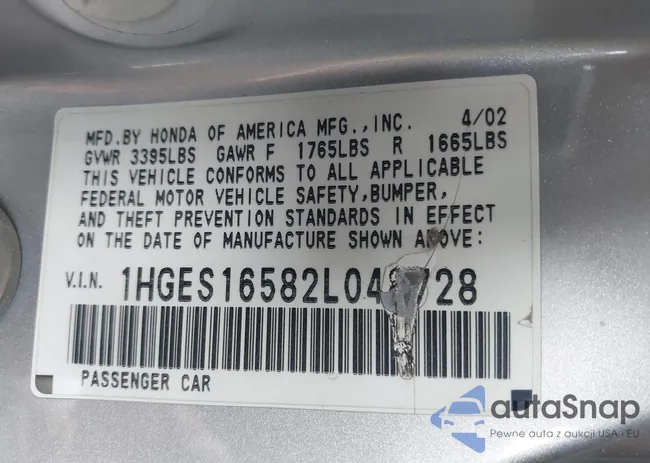 MFD.BY HONDA OF AMERICA MFG.,INC. 4/02
GVWR 3395LBS GAWR F 1765LBS R 1665LBS
THIS VEHICLE CONFORMS TO ALL APPLICABLE
FEDERAL MOTOR VEHICLE SAFETY,BUMPER,
AND THEFT PREVENTION STANDARDS IN EFFECT
ON THE DATE OF MANUFACTURE SHOWN ABOVE:
V.I.N.
PASSENGER CAR
autoSnap
Pewne auta z aukcji USA i EU